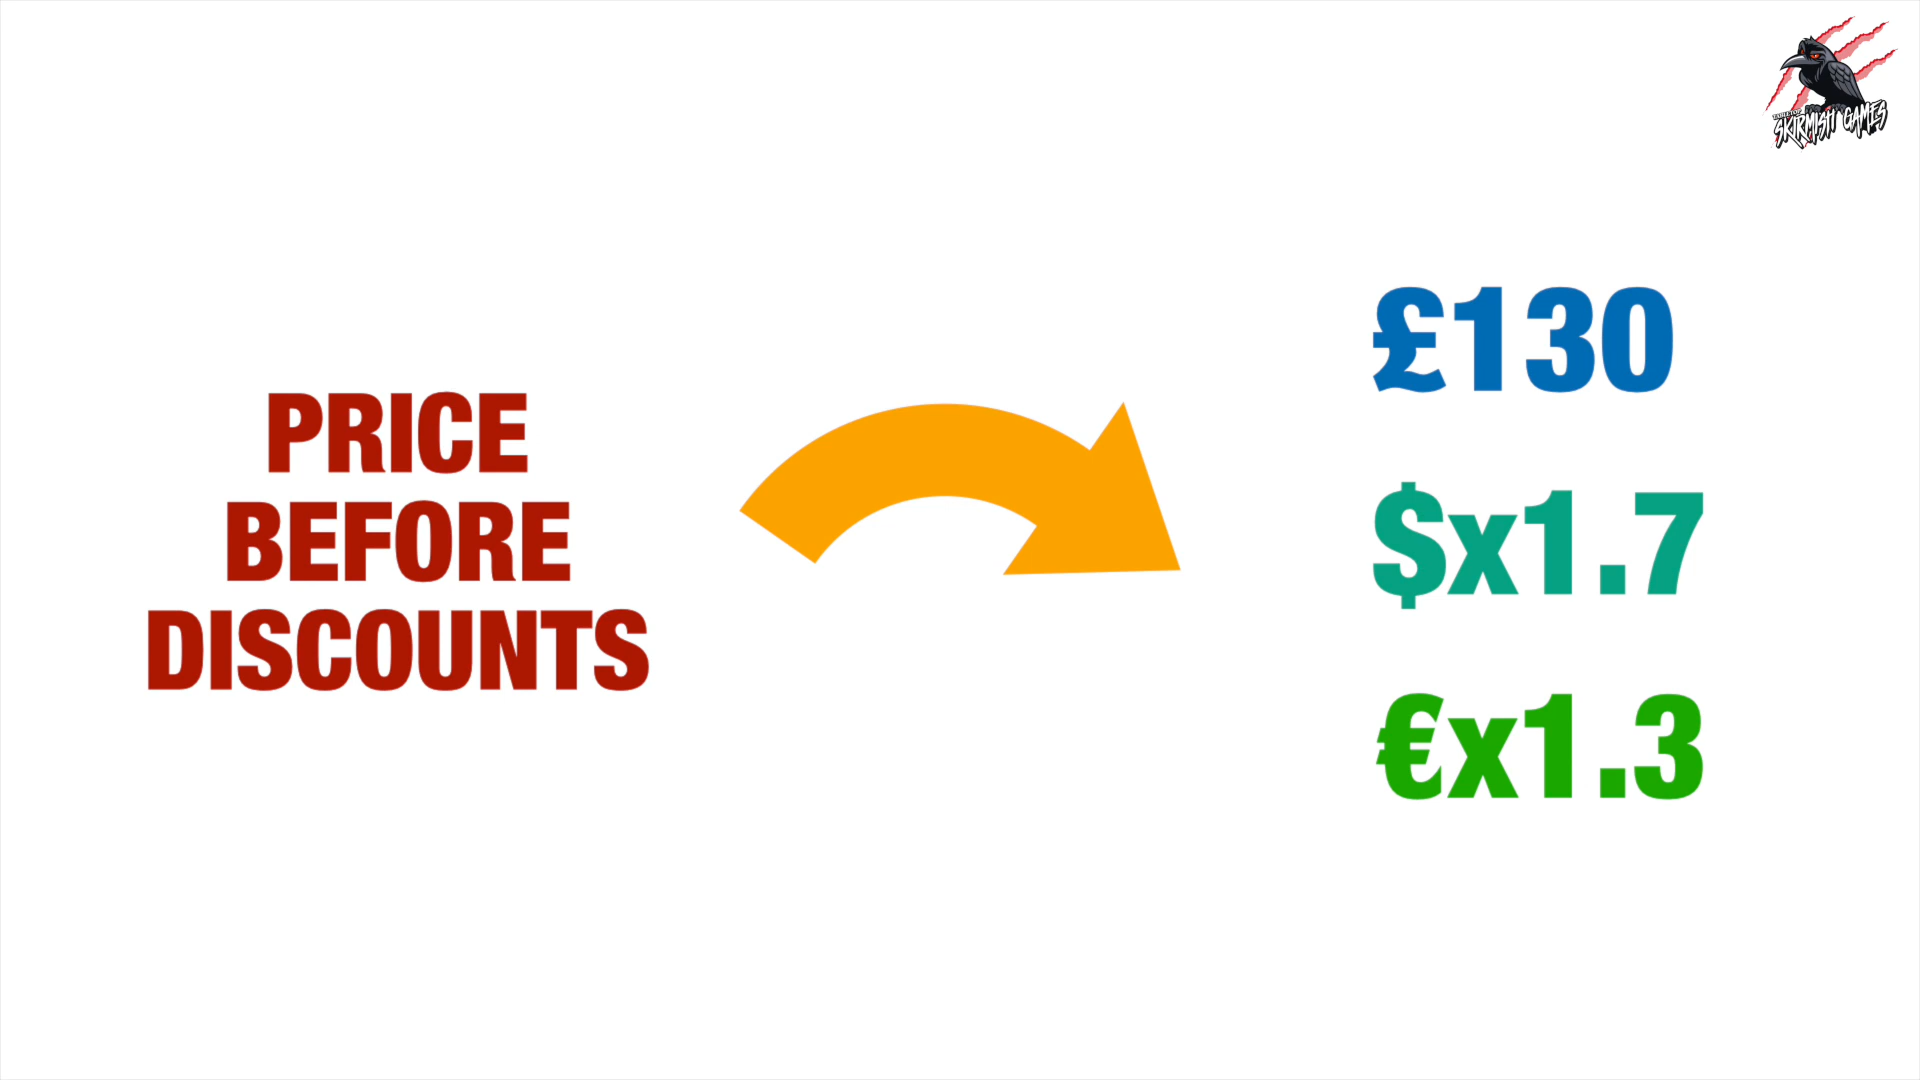 PRICE
BEFORE
DISCOUNTS
£130
$x1.7
€x1.3
SKIRMISH GAMES